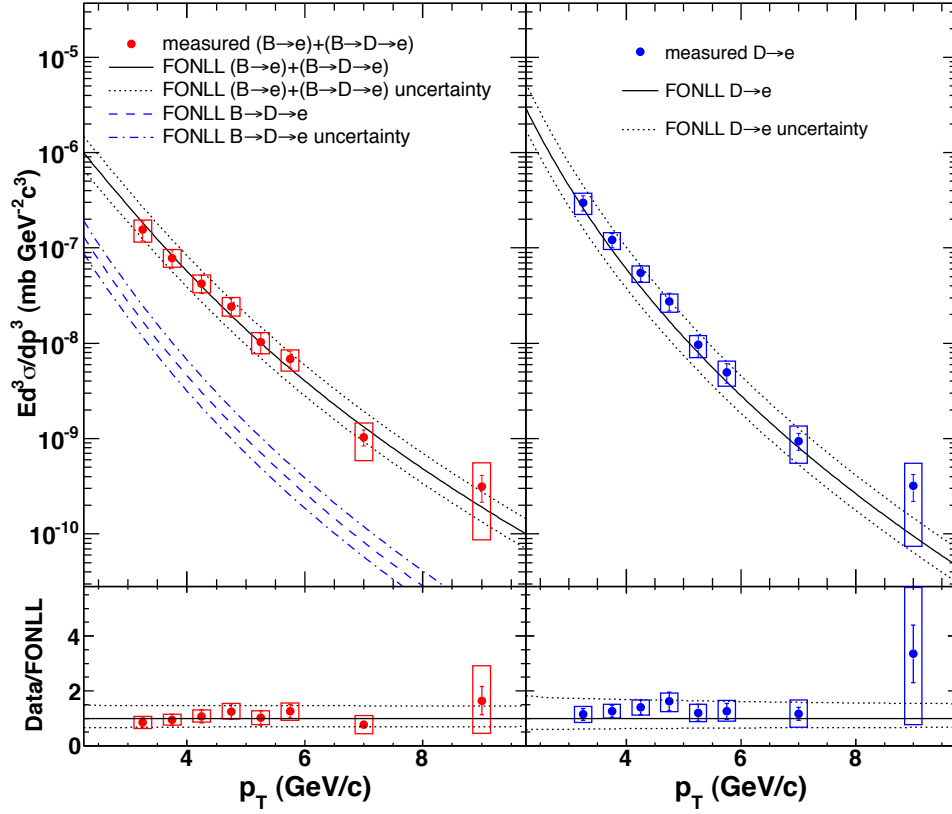 Ed³σ/dp³ (mb GeV⁻²c³)
10⁻⁵
10⁻⁶
10⁻⁷
10⁻⁸
10⁻⁹
10⁻¹⁰
measured (B→e)+(B→D→e)
FONLL (B→e)+(B→D→e)
FONLL (B→e)+(B→D→e) uncertainty
FONLL B→D→e
FONLL B→D→e uncertainty
measured D→e
FONLL D→e
FONLL D→e uncertainty
Data/FONLL
4
2
0
4 6 8
4 6 8
p_T (GeV/c)
p_T (GeV/c)